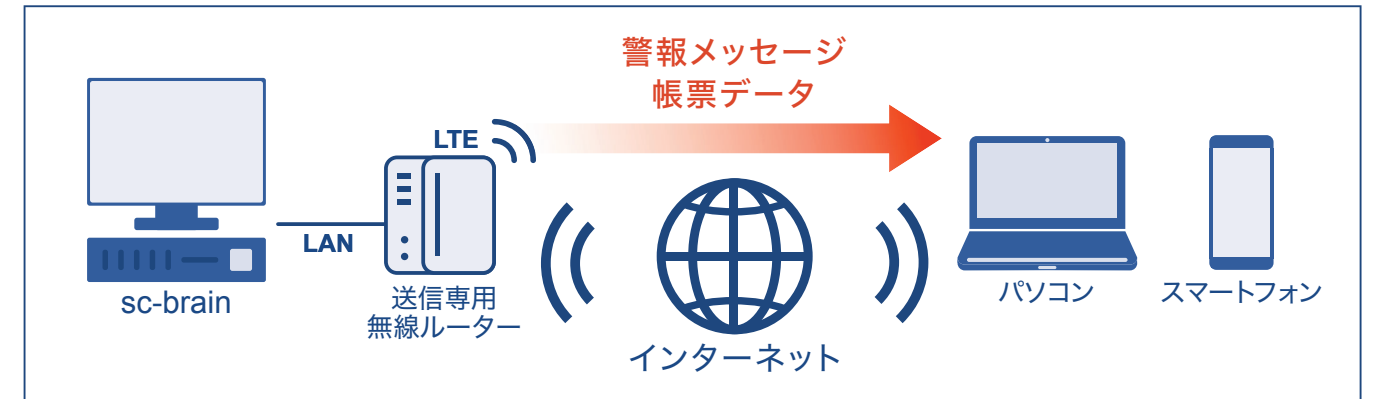 警報メッセージ
帳票データ
LTE
LAN
sc-brain
送信専用
無線ルーター
インターネット
パソコン
スマートフォン